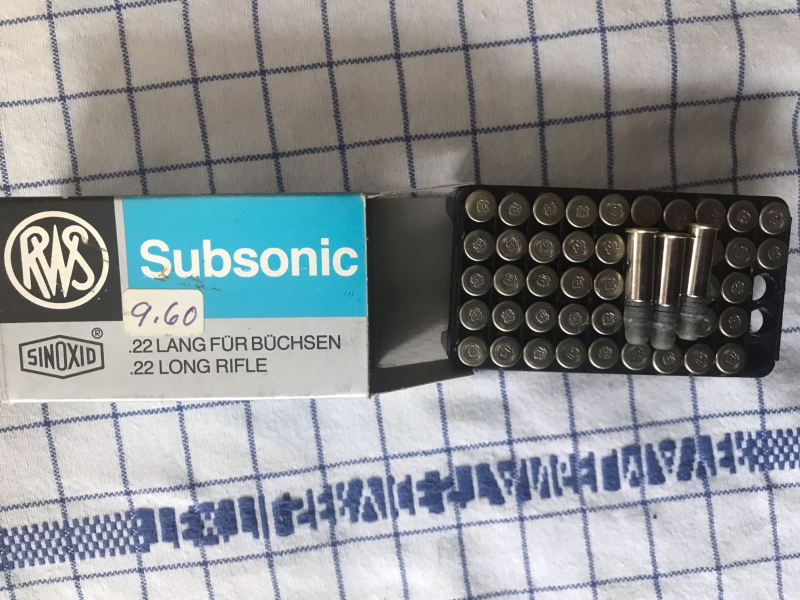 RWS
Subsonic
9.60
SINOXID ®
.22 LANG FÜR BÜCHSEN
.22 LONG RIFLE